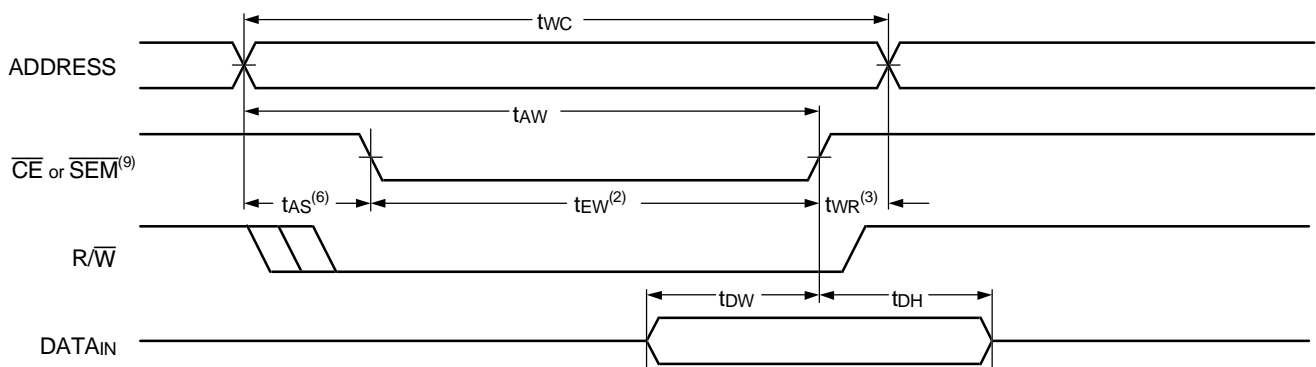 tWC
ADDRESS
tAW
CE or SEM(9)
tAS(6)
tEW(2)
tWR(3)
R/W
tDW
tDH
DATAIN